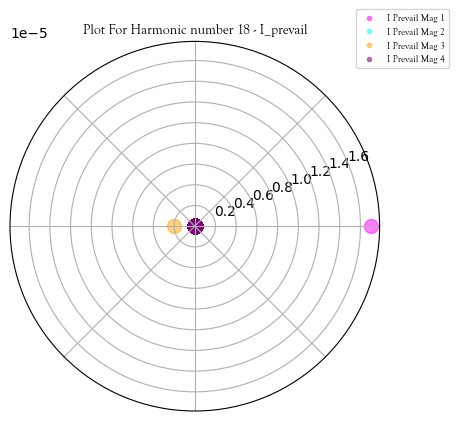 1e−5
Plot For Harmonic number 18 - I_prevail
I Prevail Mag 1
I Prevail Mag 2
I Prevail Mag 3
I Prevail Mag 4
0.2
0.4
0.6
0.8
1.0
1.2
1.4
1.6